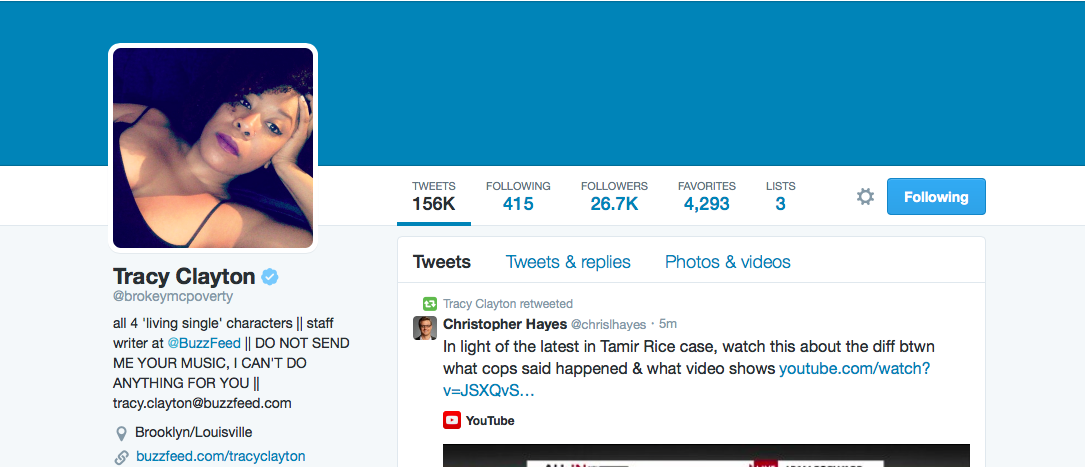 TWEETS FOLLOWING FOLLOWERS FAVORITES LISTS
156K 415 26.7K 4,293 3
Following
Tracy Clayton
@brokeymcpoverty
all 4 'living single' characters || staff
writer at @BuzzFeed || DO NOT SEND
ME YOUR MUSIC, I CAN'T DO
ANYTHING FOR YOU ||
tracy.clayton@buzzfeed.com
Brooklyn/Louisville
buzzfeed.com/tracyclayton
Tweets Tweets & replies Photos & videos
Tracy Clayton retweeted
Christopher Hayes @chrislhayes · 5m
In light of the latest in Tamir Rice case, watch this about the diff btwn
what cops said happened & what video shows youtube.com/watch?
v=JSXQvS…
YouTube